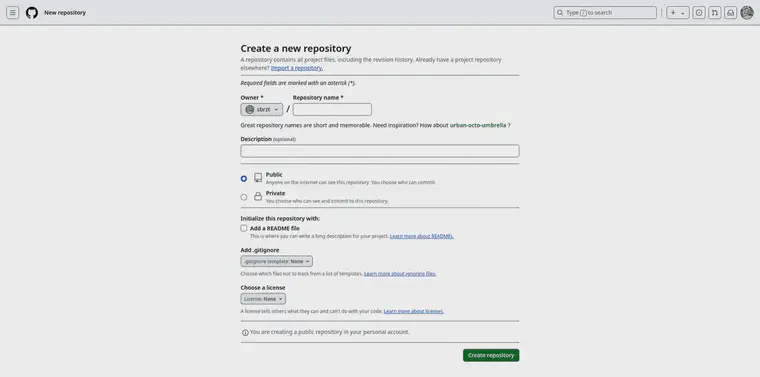 New repository
Type / to search
Create a new repository
A repository contains all project files, including the revision history. Already have a project repository
elsewhere? Import a repository.
Required fields are marked with an asterisk (*).
Owner * Repository name *
sbrzt /
Great repository names are short and memorable. Need inspiration? How about urban-octo-umbrella ?
Description (optional)
Public
Anyone on the internet can see this repository. You choose who can commit.
Private
You choose who can see and commit to this repository.
Initialize this repository with:
Add a README file
This is where you can write a long description for your project. Learn more about READMEs.
Add .gitignore
.gitignore template: None
Choose which files not to track from a list of templates. Learn more about ignoring files.
Choose a license
License: None
A license tells others what they can and can't do with your code. Learn more about licenses.
You are creating a public repository in your personal account.
Create repository